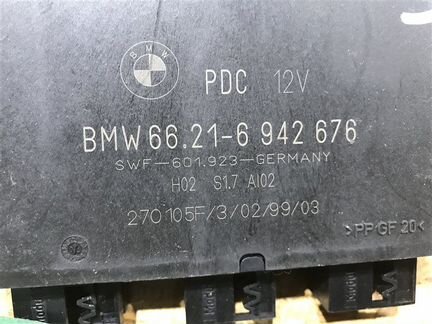 BMW
PDC 12V
BMW 66.21-6 942 676
SWF-601.923-GERMANY
H02 S1.7 AI02
270105F/3/02/99/03
>PP GF 20<